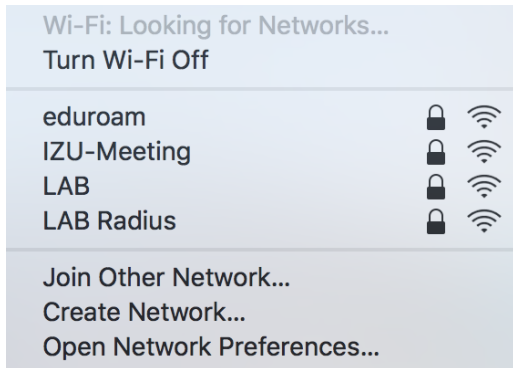 Wi-Fi: Looking for Networks...
Turn Wi-Fi Off
eduroam
IZU-Meeting
LAB
LAB Radius
Join Other Network...
Create Network...
Open Network Preferences...